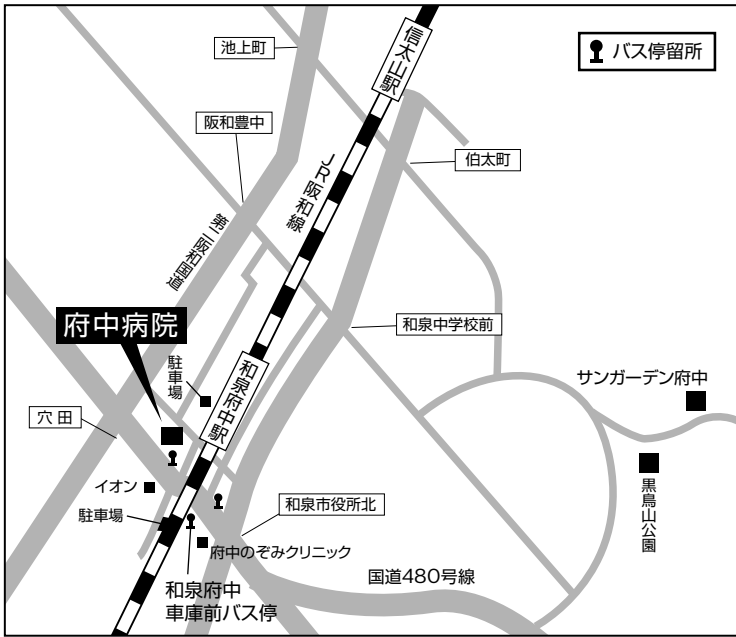 池上町
信太山駅
バス停留所
阪和豊中
伯太町
JR阪和線
第二阪和国道
府中病院
和泉中学校前
駐車場
和泉府中駅
サンガーデン府中
穴田
イオン
黒鳥山公園
和泉市役所北
駐車場
府中のぞみクリニック
国道480号線
和泉府中
車庫前バス停